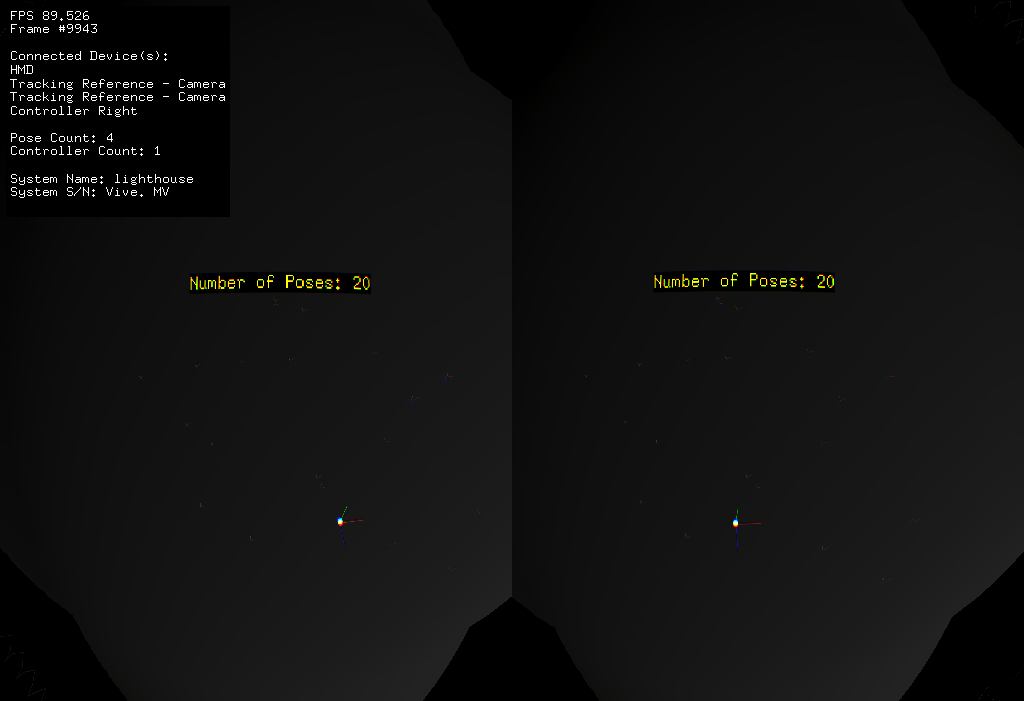 FPS 89.526
Frame #9943
Connected Device(s):
HMD
Tracking Reference - Camera
Tracking Reference - Camera
Controller Right
Pose Count: 4
Controller Count: 1
System Name: lighthouse
System S/N: Vive. MV
Number of Poses: 20
Number of Poses: 20